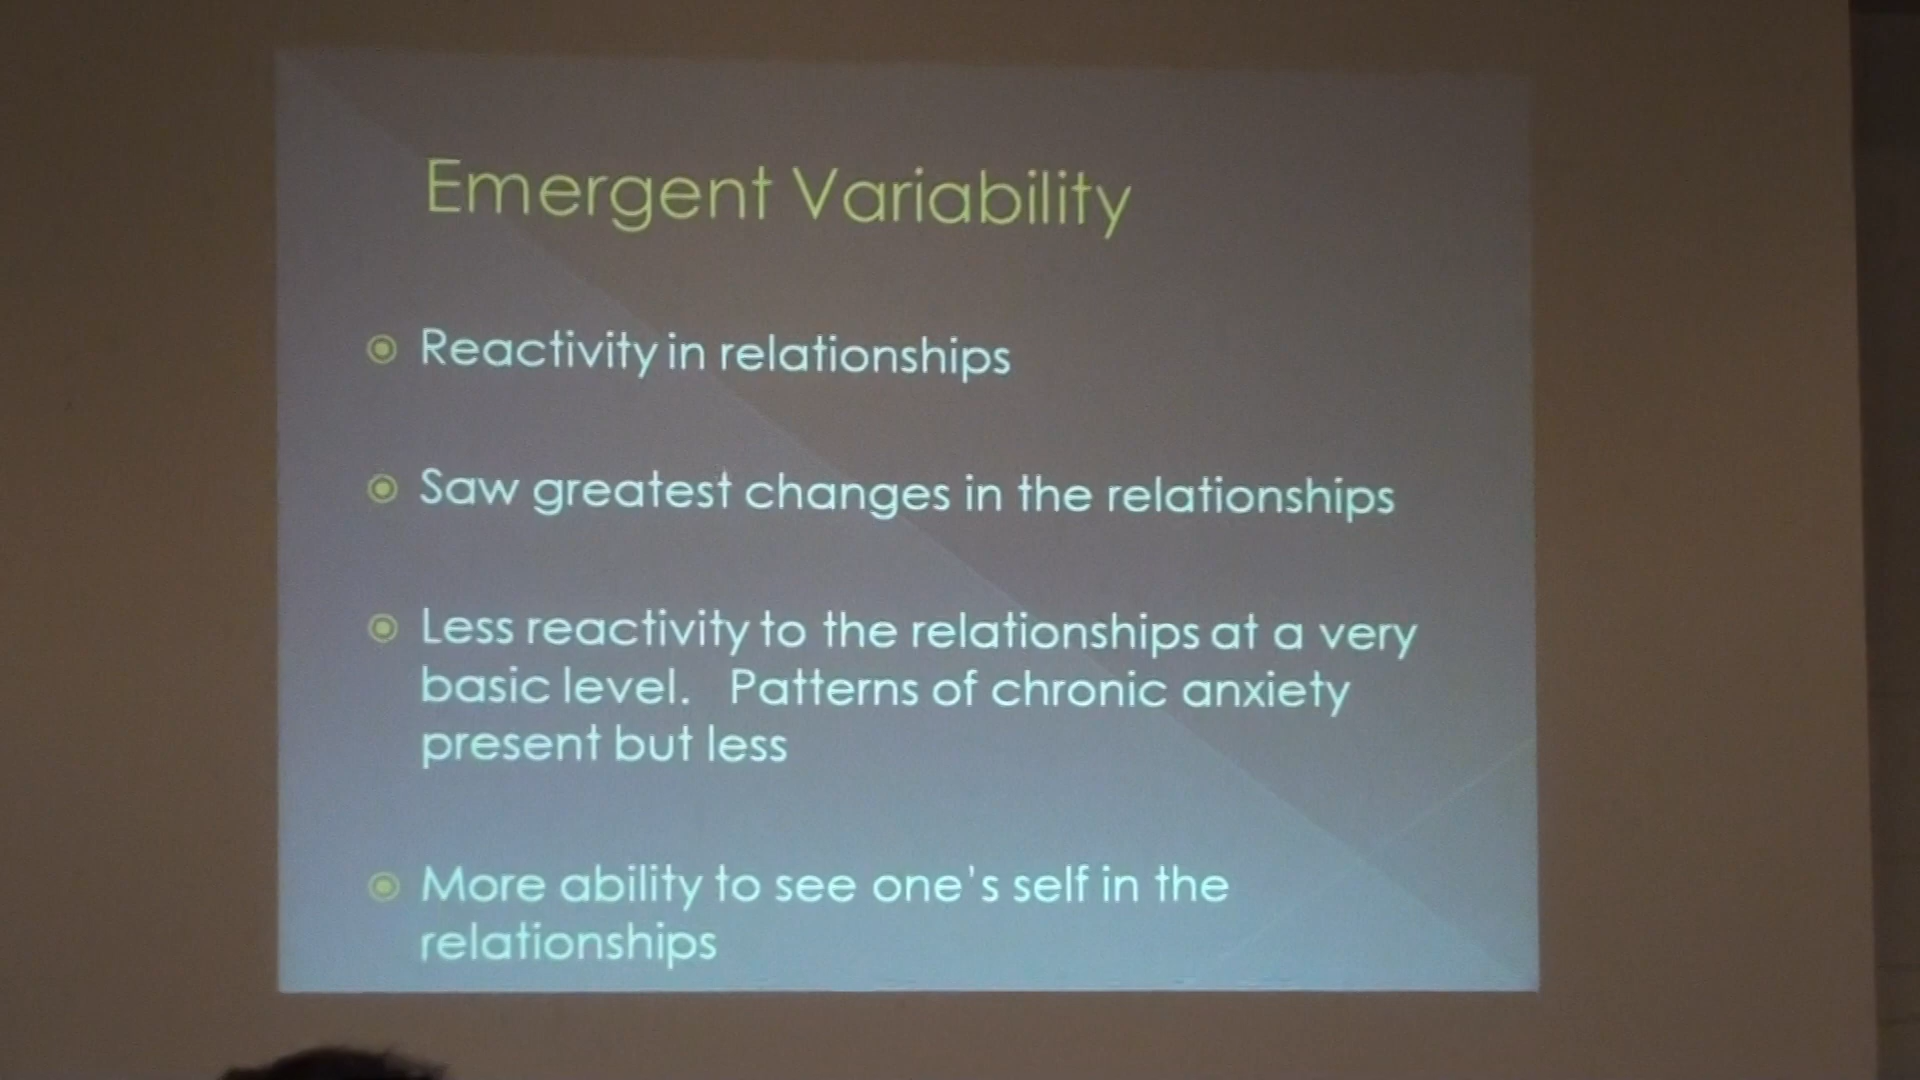 Emergent Variability
Reactivity in relationships
Saw greatest changes in the relationships
Less reactivity to the relationships at a very
basic level.   Patterns of chronic anxiety
present but less
More ability to see one's self in the
relationships